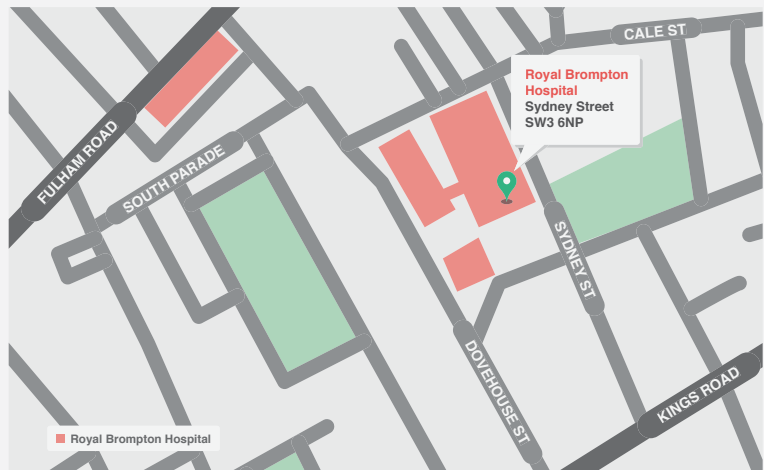 CALE ST
Royal Brompton
Hospital
Sydney Street
SW3 6NP
FULHAM ROAD
SOUTH PARADE
SYDNEY ST
DOVEHOUSE ST
KINGS ROAD
Royal Brompton Hospital